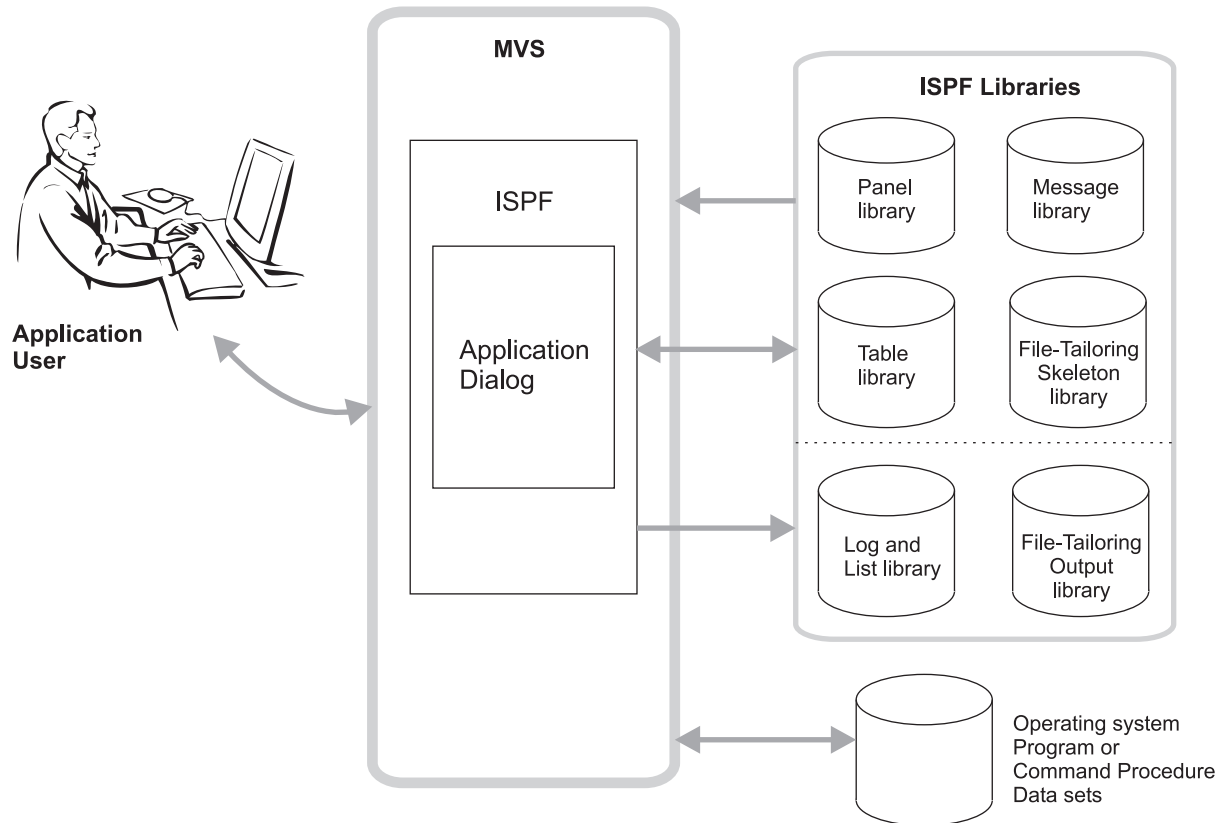 MVS
ISPF Libraries
Panel
library
Message
library
ISPF
Application
User
Application
Dialog
Table
library
File-Tailoring
Skeleton
library
Log and
List library
File-Tailoring
Output
library
Operating system
Program or
Command Procedure
Data sets